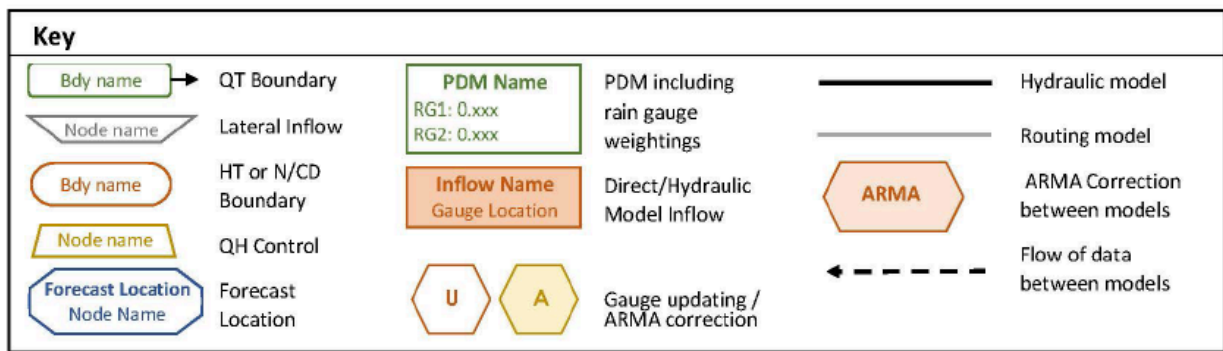 Key
Bdy name
QT Boundary
Node name
Lateral Inflow
Bdy name
HT or N/CD
Boundary
Node name
QH Control
Forecast Location
Node Name
Forecast
Location
PDM Name
RG1: 0.xxx
RG2: 0.xxx
PDM including
rain gauge
weightings
Inflow Name
Gauge Location
Direct/Hydraulic
Model Inflow
U
A
Gauge updating /
ARMA correction
Hydraulic model
Routing model
ARMA
ARMA Correction
between models
Flow of data
between models